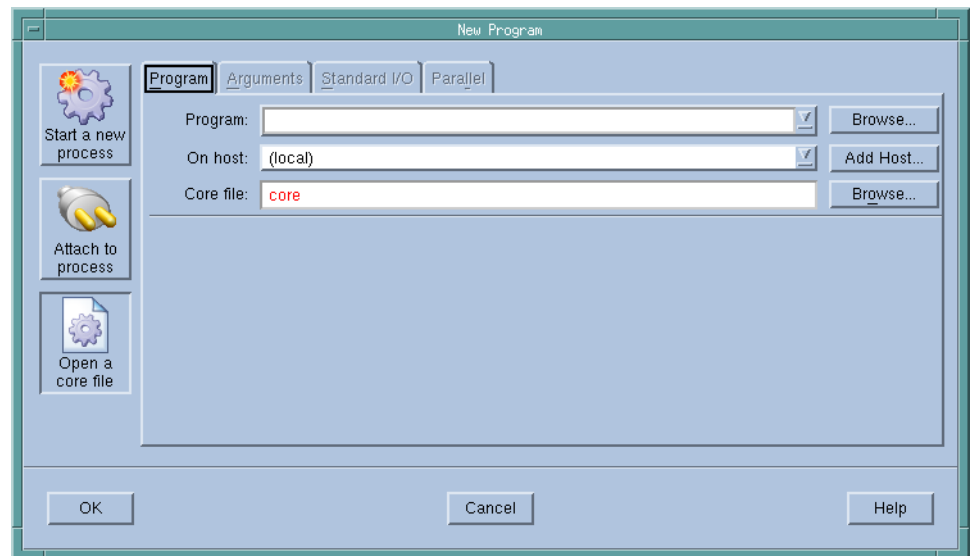 New Program
Program Arguments Standard I/O Parallel
Start a new
process
Program: Browse...
On host: (local) Add Host...
Core file: core Browse...
Attach to
process
Open a
core file
OK Cancel Help